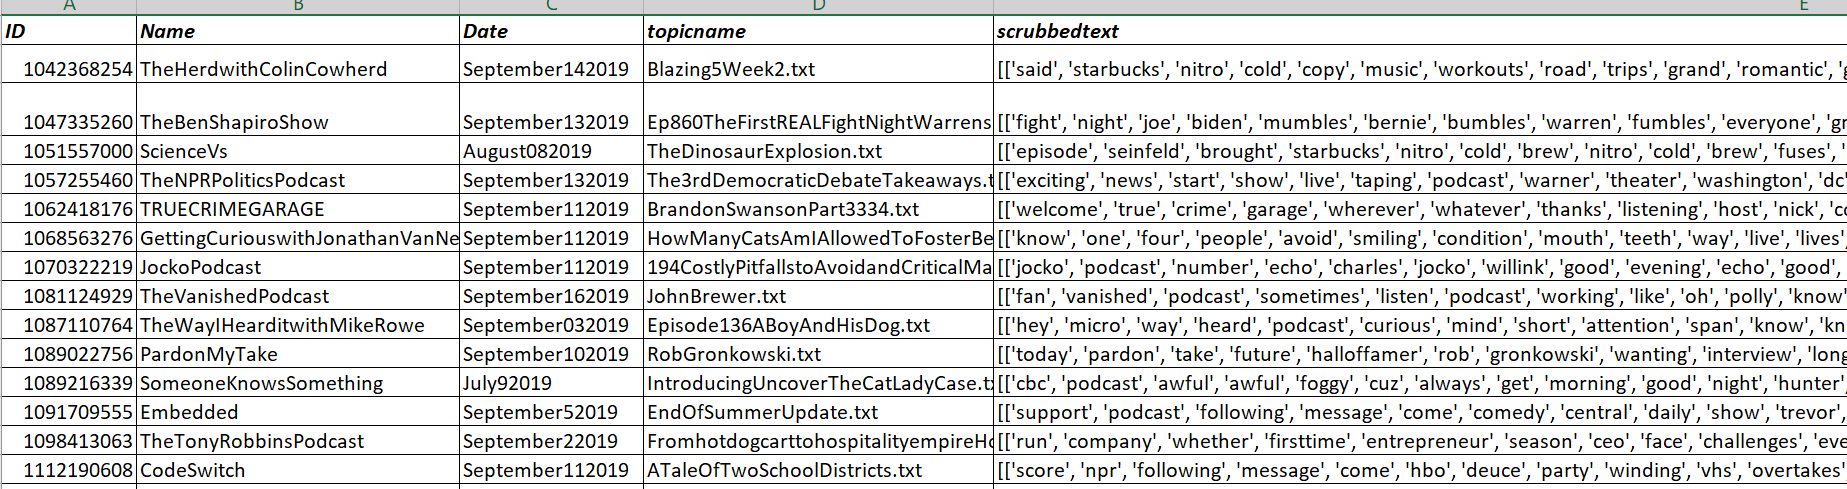 A B C D E
ID Name Date topicname scrubbedtext
1042368254 TheHerdwithColinCowherd September142019 Blazing5Week2.txt [['said', 'starbucks', 'nitro', 'cold', 'copy', 'music', 'workouts', 'road', 'trips', 'grand', 'romantic', 'g
1047335260 TheBenShapiroShow September132019 Ep860TheFirstREALFightNightWarrens [['fight', 'night', 'joe', 'biden', 'mumbles', 'bernie', 'bumbles', 'warren', 'fumbles', 'everyone', 'gr
1051557000 ScienceVs August082019 TheDinosaurExplosion.txt [['episode', 'seinfeld', 'brought', 'starbucks', 'nitro', 'cold', 'brew', 'nitro', 'cold', 'brew', 'fuses', '
1057255460 TheNPRPoliticsPodcast September132019 The3rdDemocraticDebateTakeaways.t [['exciting', 'news', 'start', 'show', 'live', 'taping', 'podcast', 'warner', 'theater', 'washington', 'dc'
1062418176 TRUECRIMEGARAGE September112019 BrandonSwansonPart3334.txt [['welcome', 'true', 'crime', 'garage', 'wherever', 'whatever', 'thanks', 'listening', 'host', 'nick', 'co
1068563276 GettingCuriouswithJonathanVanNe September112019 HowManyCatsAmIAllowedToFosterBe [['know', 'one', 'four', 'people', 'avoid', 'smiling', 'condition', 'mouth', 'teeth', 'way', 'live', 'lives',
1070322219 JockoPodcast September112019 194CostlyPitfallstoAvoidandCriticalMa [['jocko', 'podcast', 'number', 'echo', 'charles', 'jocko', 'willink', 'good', 'evening', 'echo', 'good',
1081124929 TheVanishedPodcast September162019 JohnBrewer.txt [['fan', 'vanished', 'podcast', 'sometimes', 'listen', 'podcast', 'working', 'like', 'oh', 'polly', 'know'
1087110764 TheWayIHearditwithMikeRowe September032019 Episode136ABoyAndHisDog.txt [['hey', 'micro', 'way', 'heard', 'podcast', 'curious', 'mind', 'short', 'attention', 'span', 'know', 'kn
1089022756 PardonMyTake September102019 RobGronkowski.txt [['today', 'pardon', 'take', 'future', 'halloffamer', 'rob', 'gronkowski', 'wanting', 'interview', 'long
1089216339 SomeoneKnowsSomething July92019 IntroducingUncoverTheCatLadyCase.tx [['cbc', 'podcast', 'awful', 'awful', 'foggy', 'cuz', 'always', 'get', 'morning', 'good', 'night', 'hunter',
1091709555 Embedded September52019 EndOfSummerUpdate.txt [['support', 'podcast', 'following', 'message', 'come', 'comedy', 'central', 'daily', 'show', 'trevor',
1098413063 TheTonyRobbinsPodcast September22019 FromhotdogcarttohospitalityempireHo [['run', 'company', 'whether', 'firsttime', 'entrepreneur', 'season', 'ceo', 'face', 'challenges', 'eve
1112190608 CodeSwitch September112019 ATaleOfTwoSchoolDistricts.txt [['score', 'npr', 'following', 'message', 'come', 'hbo', 'deuce', 'party', 'winding', 'vhs', 'overtakes'